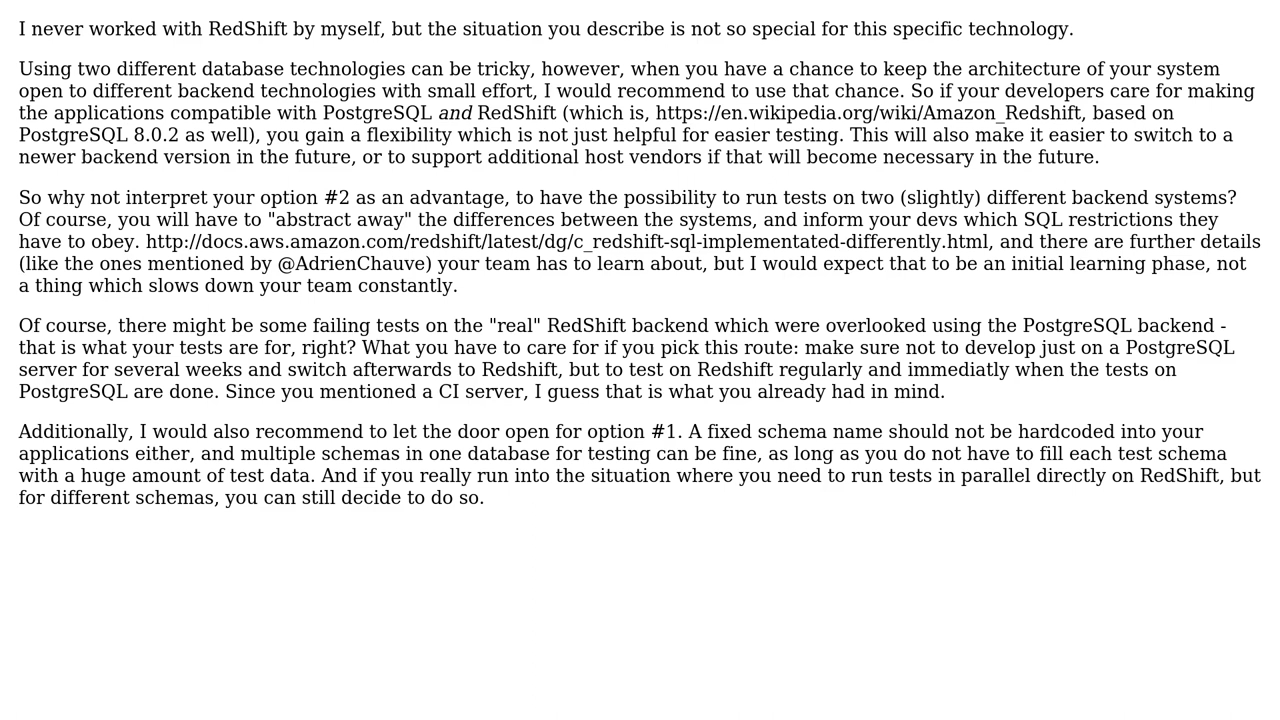 I never worked with RedShift by myself, but the situation you describe is not so special for this specific technology.
Using two different database technologies can be tricky, however, when you have a chance to keep the architecture of your system
open to different backend technologies with small effort, I would recommend to use that chance. So if your developers care for making
the applications compatible with PostgreSQL and RedShift (which is, https://en.wikipedia.org/wiki/Amazon_Redshift, based on
PostgreSQL 8.0.2 as well), you gain a flexibility which is not just helpful for easier testing. This will also make it easier to switch to a
newer backend version in the future, or to support additional host vendors if that will become necessary in the future.
So why not interpret your option #2 as an advantage, to have the possibility to run tests on two (slightly) different backend systems?
Of course, you will have to "abstract away" the differences between the systems, and inform your devs which SQL restrictions they
have to obey. http://docs.aws.amazon.com/redshift/latest/dg/c_redshift-sql-implementated-differently.html, and there are further details
(like the ones mentioned by @AdrienChauve) your team has to learn about, but I would expect that to be an initial learning phase, not
a thing which slows down your team constantly.
Of course, there might be some failing tests on the "real" RedShift backend which were overlooked using the PostgreSQL backend -
that is what your tests are for, right? What you have to care for if you pick this route: make sure not to develop just on a PostgreSQL
server for several weeks and switch afterwards to Redshift, but to test on Redshift regularly and immediatly when the tests on
PostgreSQL are done. Since you mentioned a CI server, I guess that is what you already had in mind.
Additionally, I would also recommend to let the door open for option #1. A fixed schema name should not be hardcoded into your
applications either, and multiple schemas in one database for testing can be fine, as long as you do not have to fill each test schema
with a huge amount of test data. And if you really run into the situation where you need to run tests in parallel directly on RedShift, but
for different schemas, you can still decide to do so.